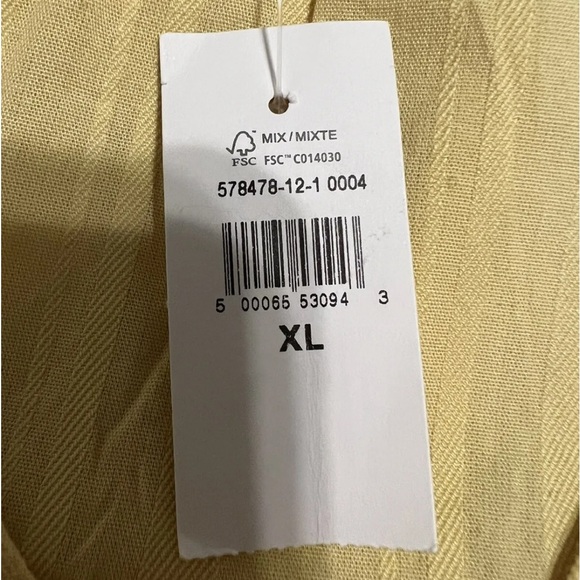 MIX/MIXTE
FSC FSC™ C014030
578478-12-1 0004
5 00065 53094 3
XL